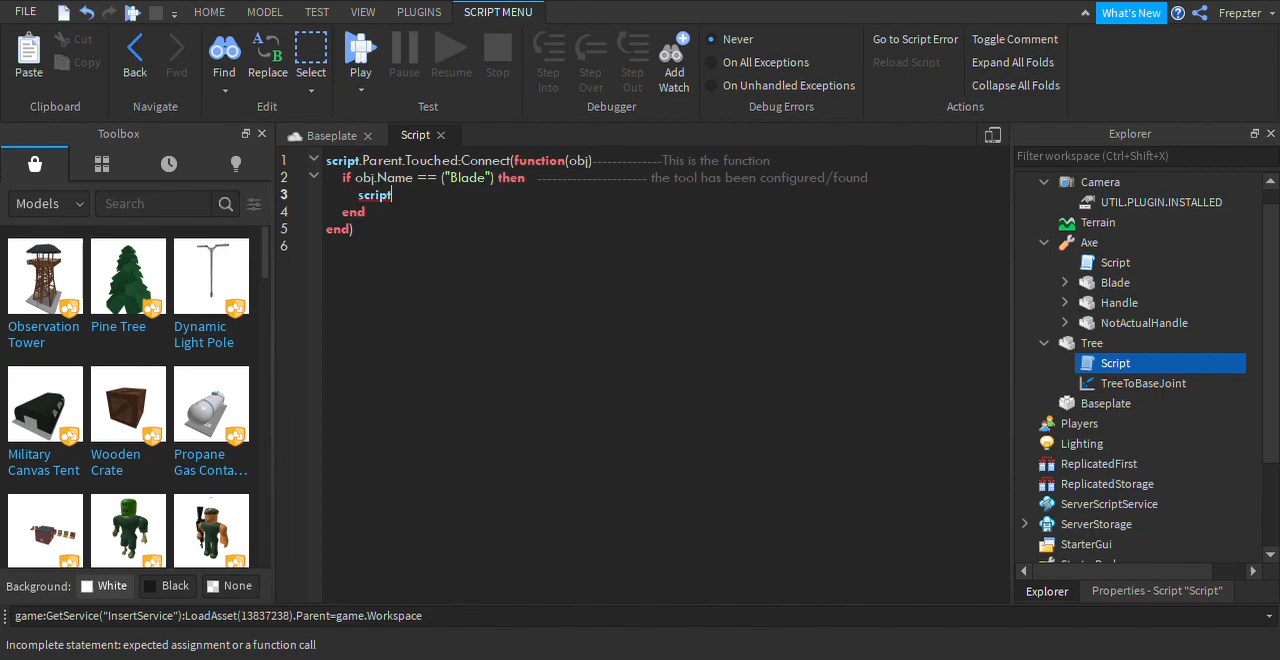 FILE
HOME
MODEL
TEST
VIEW
PLUGINS
SCRIPT MENU
What's New
Frepzter
Paste
Cut
Copy
Clipboard
Back
Fwd
Navigate
Find
Replace
Select
Edit
Play
Pause
Resume
Stop
Test
Step Into
Step Over
Step Out
Add Watch
Debugger
Never
On All Exceptions
On Unhandled Exceptions
Debug Errors
Go to Script Error
Reload Script
Toggle Comment
Expand All Folds
Collapse All Folds
Actions
Toolbox
Models
Search
Observation Tower
Pine Tree
Dynamic Light Pole
Military Canvas Tent
Wooden Crate
Propane Gas Conta...
Background:
White
Black
None
Baseplate
Script
1 script.Parent.Touched:Connect(function(obj)--------------This is the function
2 if obj.Name == ("Blade") then ---------------------- the tool has been configured/found
3 script
4 end
5 end)
6
Explorer
Filter workspace (Ctrl+Shift+X)
Camera
UTIL.PLUGIN.INSTALLED
Terrain
Axe
Script
Blade
Handle
NotActualHandle
Tree
Script
TreeToBaseJoint
Baseplate
Players
Lighting
ReplicatedFirst
ReplicatedStorage
ServerScriptService
ServerStorage
StarterGui
Explorer
Properties - Script "Script"
game:GetService("InsertService"):LoadAsset(13837238).Parent=game.Workspace
Incomplete statement: expected assignment or a function call